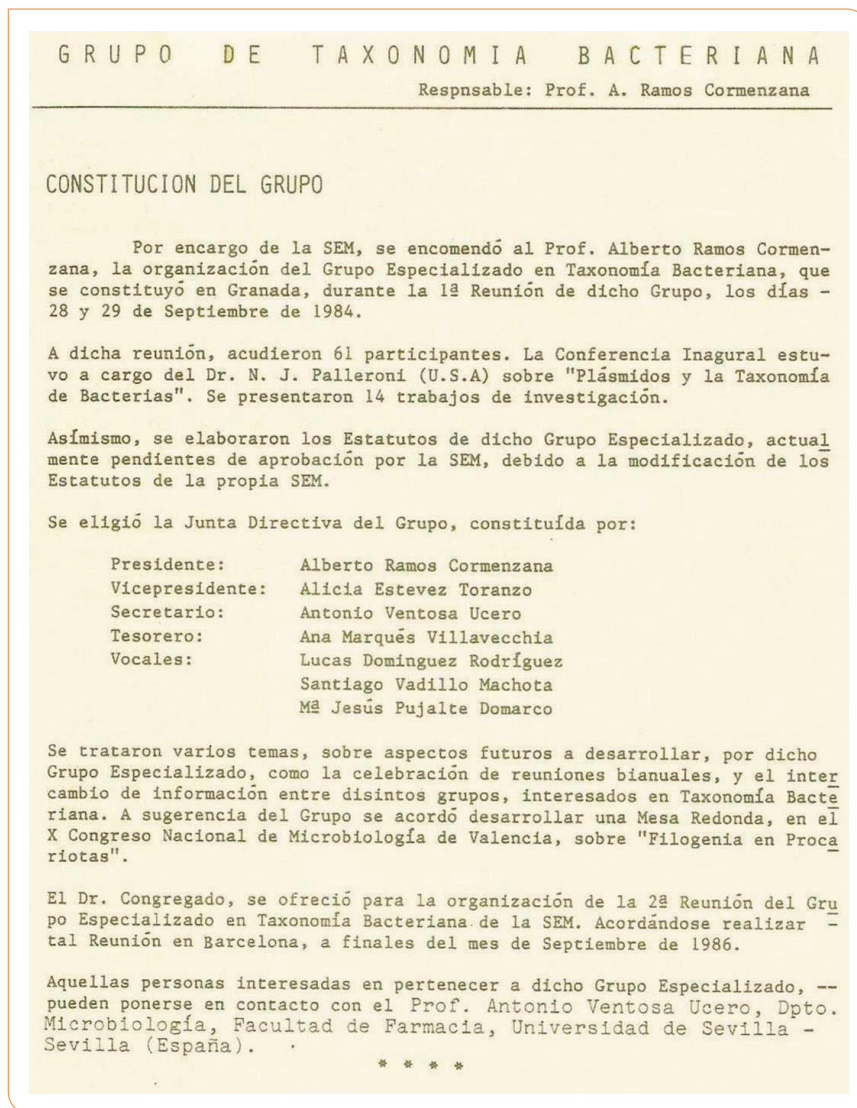 GRUPO DE TAXONOMIA BACTERIANA
Respnsable: Prof. A. Ramos Cormenzana
CONSTITUCION DEL GRUPO
Por encargo de la SEM, se encomendó al Prof. Alberto Ramos Cormen-
zana, la organización del Grupo Especializado en Taxonomía Bacteriana, que
se constituyó en Granada, durante la 1ª Reunión de dicho Grupo, los días -
28 y 29 de Septiembre de 1984.
A dicha reunión, acudieron 61 participantes. La Conferencia Inagural estu-
vo a cargo del Dr. N. J. Palleroni (U.S.A) sobre "Plásmidos y la Taxonomía
de Bacterias". Se presentaron 14 trabajos de investigación.
Asímismo, se elaboraron los Estatutos de dicho Grupo Especializado, actual
mente pendientes de aprobación por la SEM, debido a la modificación de los
Estatutos de la propia SEM.
Se eligió la Junta Directiva del Grupo, constituída por:
Presidente: Alberto Ramos Cormenzana
Vicepresidente: Alicia Estevez Toranzo
Secretario: Antonio Ventosa Ucero
Tesorero: Ana Marqués Villavecchia
Vocales: Lucas Dominguez Rodríguez
Santiago Vadillo Machota
Mª Jesús Pujalte Domarco
Se trataron varios temas, sobre aspectos futuros a desarrollar, por dicho
Grupo Especializado, como la celebración de reuniones bianuales, y el inter
cambio de información entre disintos grupos, interesados en Taxonomía Bacte
riana. A sugerencia del Grupo se acordó desarrollar una Mesa Redonda, en el
X Congreso Nacional de Microbiología de Valencia, sobre "Filogenia en Proca
riotas".
El Dr. Congregado, se ofreció para la organización de la 2ª Reunión del Gru
po Especializado en Taxonomía Bacteriana de la SEM. Acordándose realizar -
tal Reunión en Barcelona, a finales del mes de Septiembre de 1986.
Aquellas personas interesadas en pertenecer a dicho Grupo Especializado, --
pueden ponerse en contacto con el Prof. Antonio Ventosa Ucero, Dpto.
Microbiología, Facultad de Farmacia, Universidad de Sevilla -
Sevilla (España).
* * * *